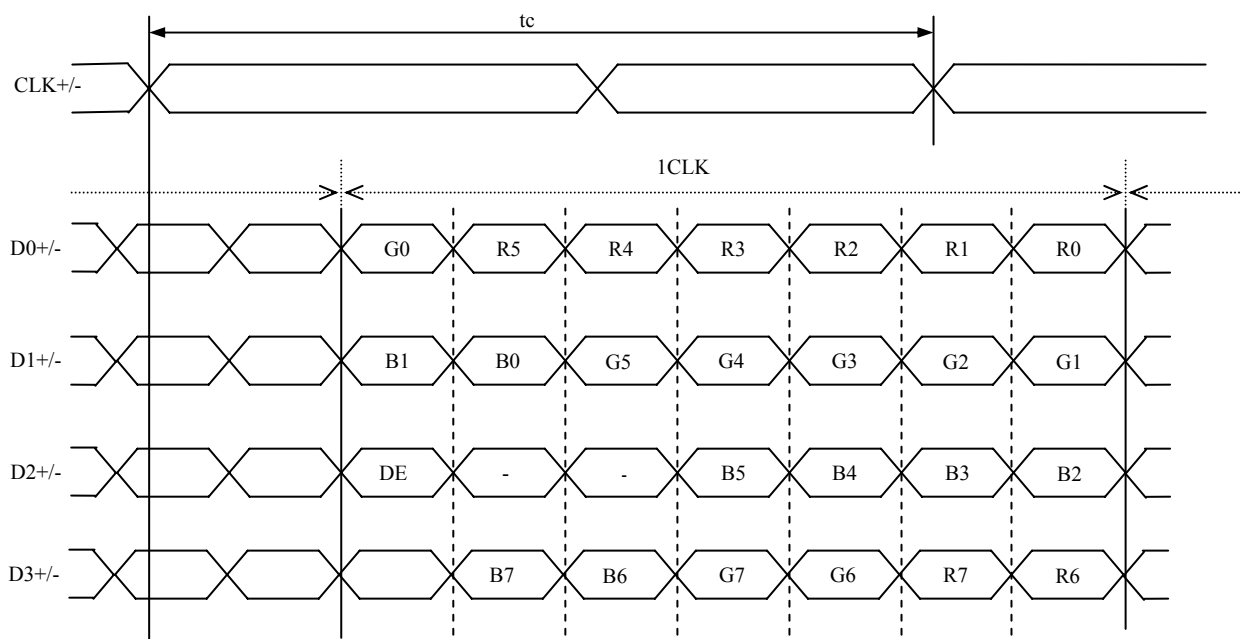 tc
CLK+/-
1CLK
D0+/- G0 R5 R4 R3 R2 R1 R0
D1+/- B1 B0 G5 G4 G3 G2 G1
D2+/- DE - - B5 B4 B3 B2
D3+/- B7 B6 G7 G6 R7 R6